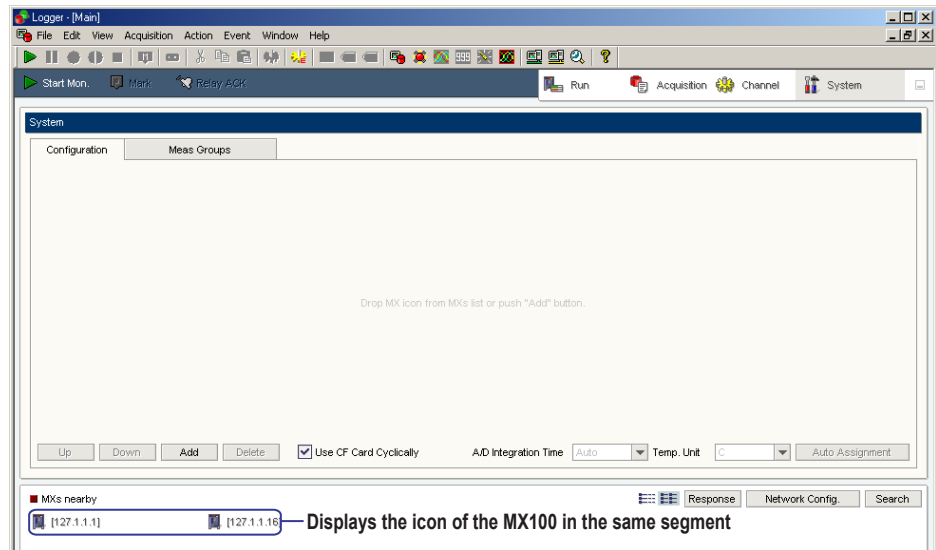 Logger - [Main]
File Edit View Acquisition Action Event Window Help
Start Mon. Mark Relay ACK Run Acquisition Channel System
System
Configuration Meas Groups
Drop MX icon from MXs list or push "Add" button.
Up Down Add Delete Use CF Card Cyclically A/D Integration Time Auto Temp. Unit C Auto Assignment
MXs nearby Response Network Config. Search
[127.1.1.1] [127.1.1.16] Displays the icon of the MX100 in the same segment